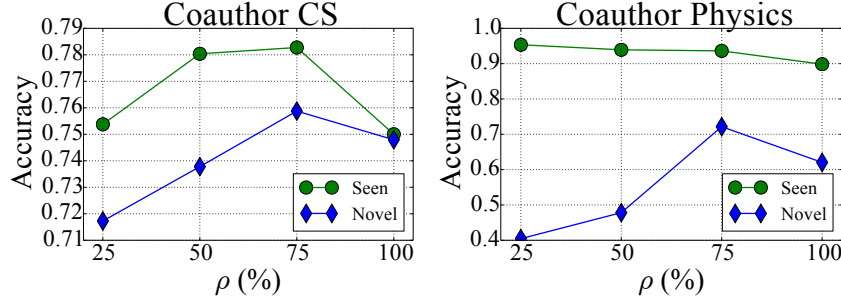 Coauthor CS
Accuracy
0.79
0.78
0.77
0.76
0.75
0.74
0.73
0.72
0.71
25
50
75
100
ρ (%)
Seen
Novel
Coauthor Physics
Accuracy
1.0
0.9
0.8
0.7
0.6
0.5
0.4
25
50
75
100
ρ (%)
Seen
Novel